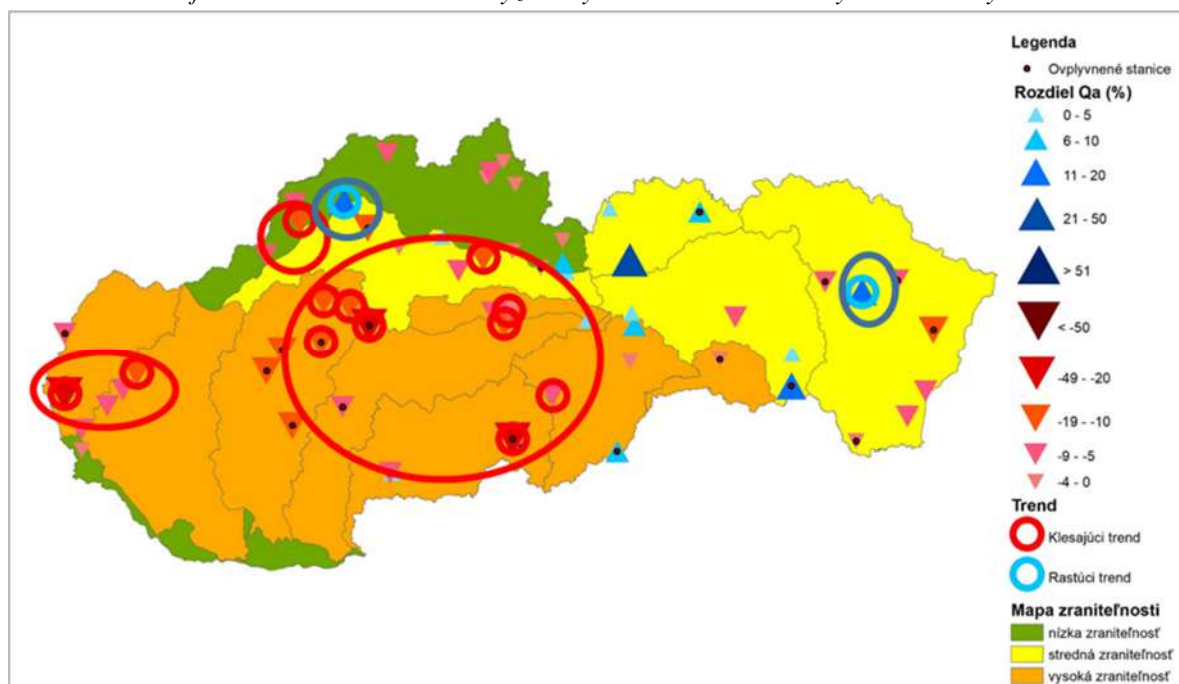 Legenda
Ovplyvnené stanice
Rozdiel Qa (%)
0 - 5
6 - 10
11 - 20
21 - 50
> 51
< -50
-49 - -20
-19 - -10
-9 - -5
-4 - 0
Trend
Klesajúci trend
Rastúci trend
Mapa zraniteľnosti
nízka zraniteľnosť
stredná zraniteľnosť
vysoká zraniteľnosť